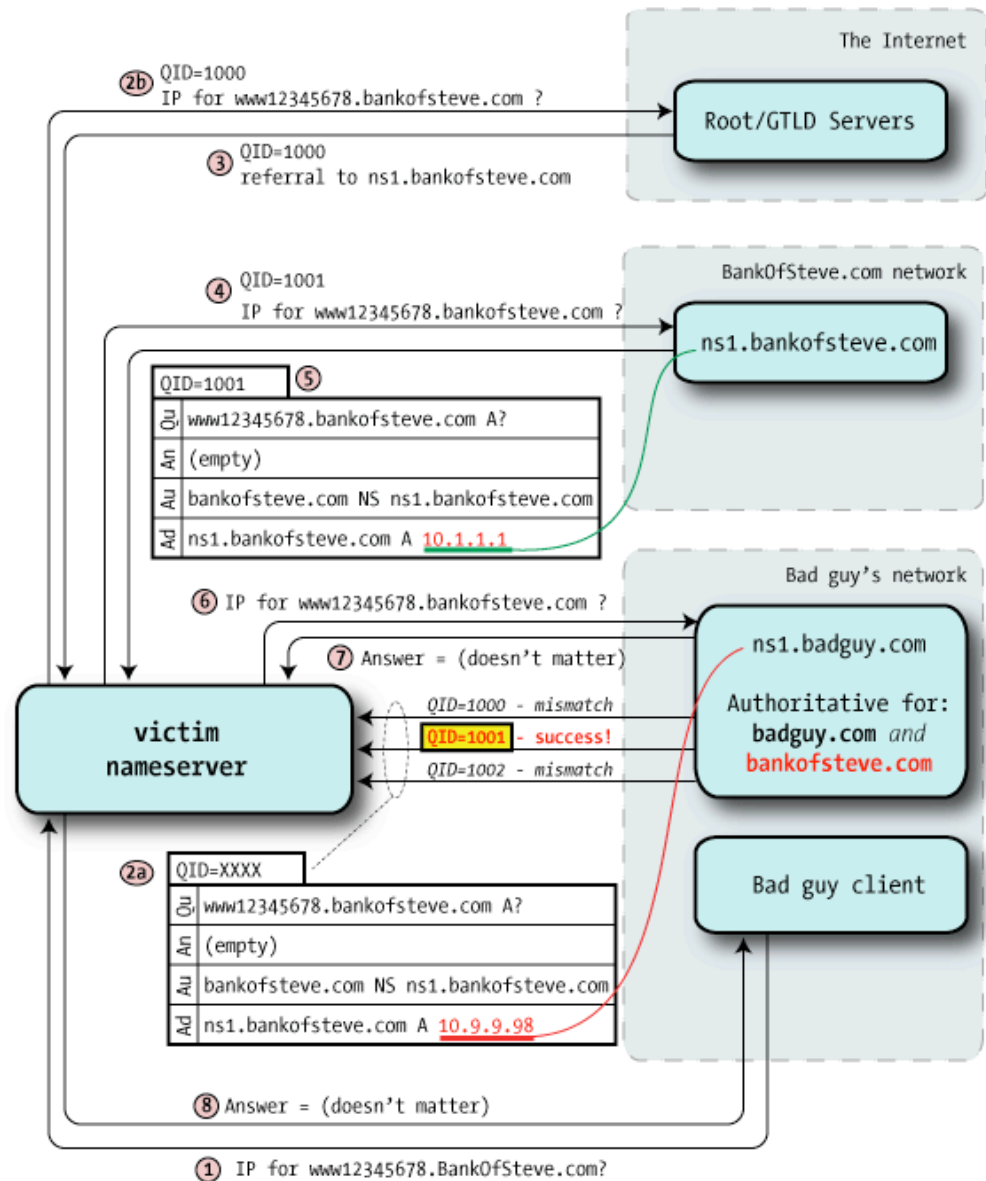 The Internet
2b QID=1000
IP for www12345678.bankofsteve.com ?
Root/GTLD Servers
3 QID=1000
referral to ns1.bankofsteve.com
BankOfSteve.com network
4 QID=1001
IP for www12345678.bankofsteve.com ?
ns1.bankofsteve.com
QID=1001 5
Qu www12345678.bankofsteve.com A?
An (empty)
Au bankofsteve.com NS ns1.bankofsteve.com
Ad ns1.bankofsteve.com A 10.1.1.1
Bad guy's network
6 IP for www12345678.bankofsteve.com ?
7 Answer = (doesn't matter)
ns1.badguy.com
Authoritative for:
badguy.com and
bankofsteve.com
QID=1000 - mismatch
QID=1001 - success!
QID=1002 - mismatch
victim
nameserver
2a QID=XXXX
Qu www12345678.bankofsteve.com A?
An (empty)
Au bankofsteve.com NS ns1.bankofsteve.com
Ad ns1.bankofsteve.com A 10.9.9.98
Bad guy client
8 Answer = (doesn't matter)
1 IP for www12345678.BankOfSteve.com?